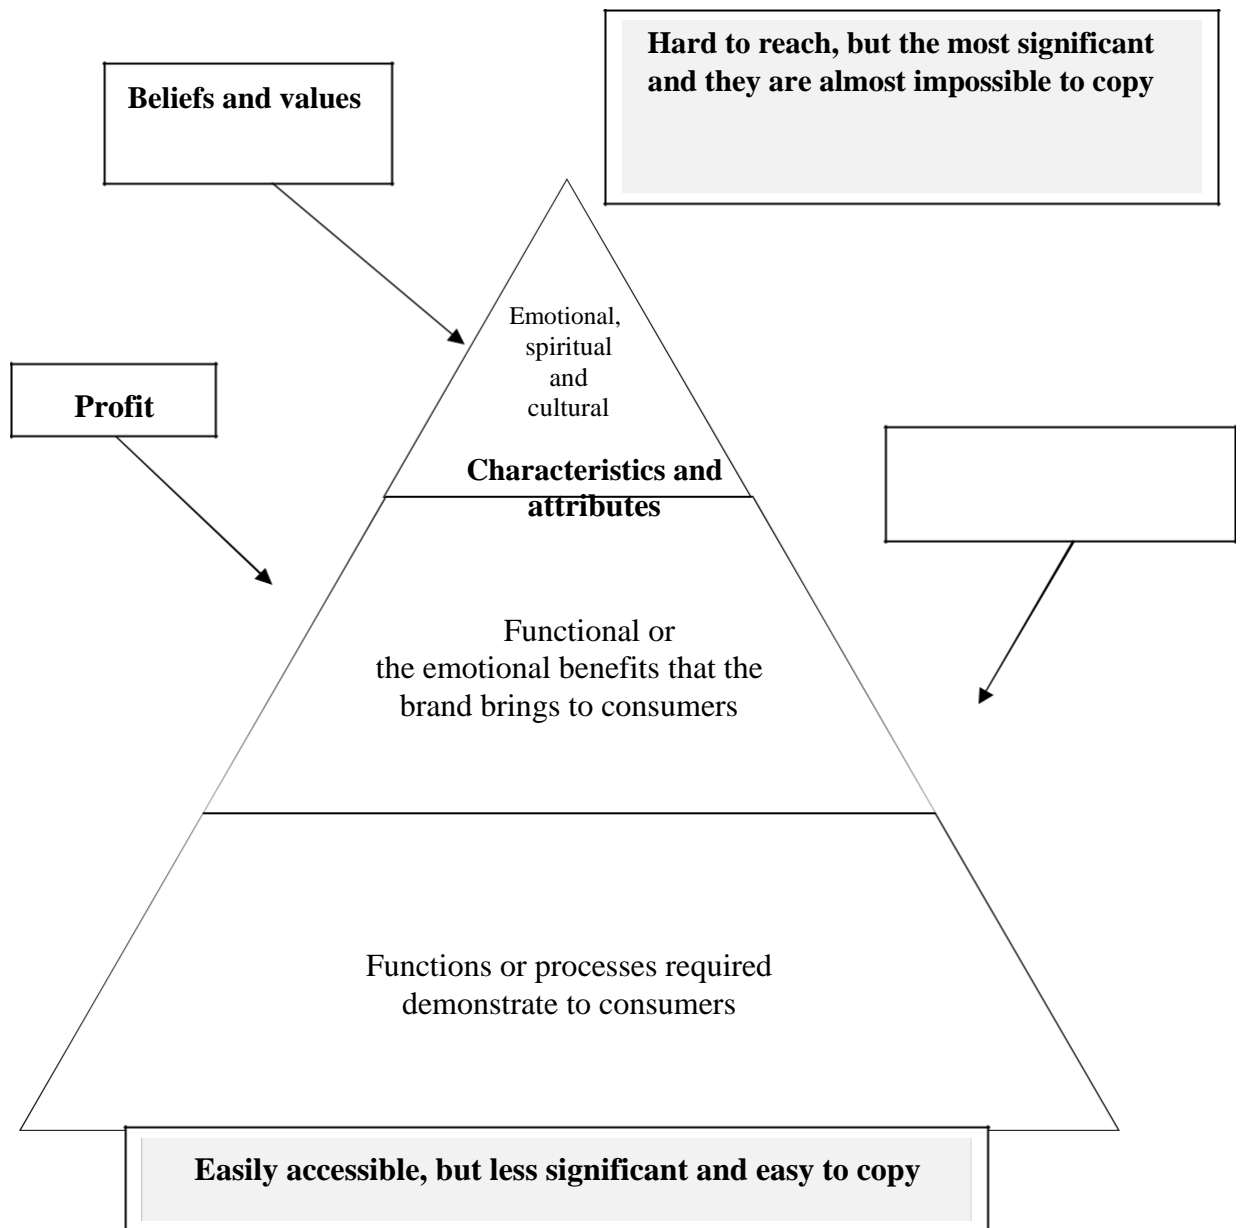 Hard to reach, but the most significant
and they are almost impossible to copy
Beliefs and values
Emotional,
spiritual
and
cultural
Profit
Characteristics and
attributes
Functional or
the emotional benefits that the
brand brings to consumers
Functions or processes required
demonstrate to consumers
Easily accessible, but less significant and easy to copy